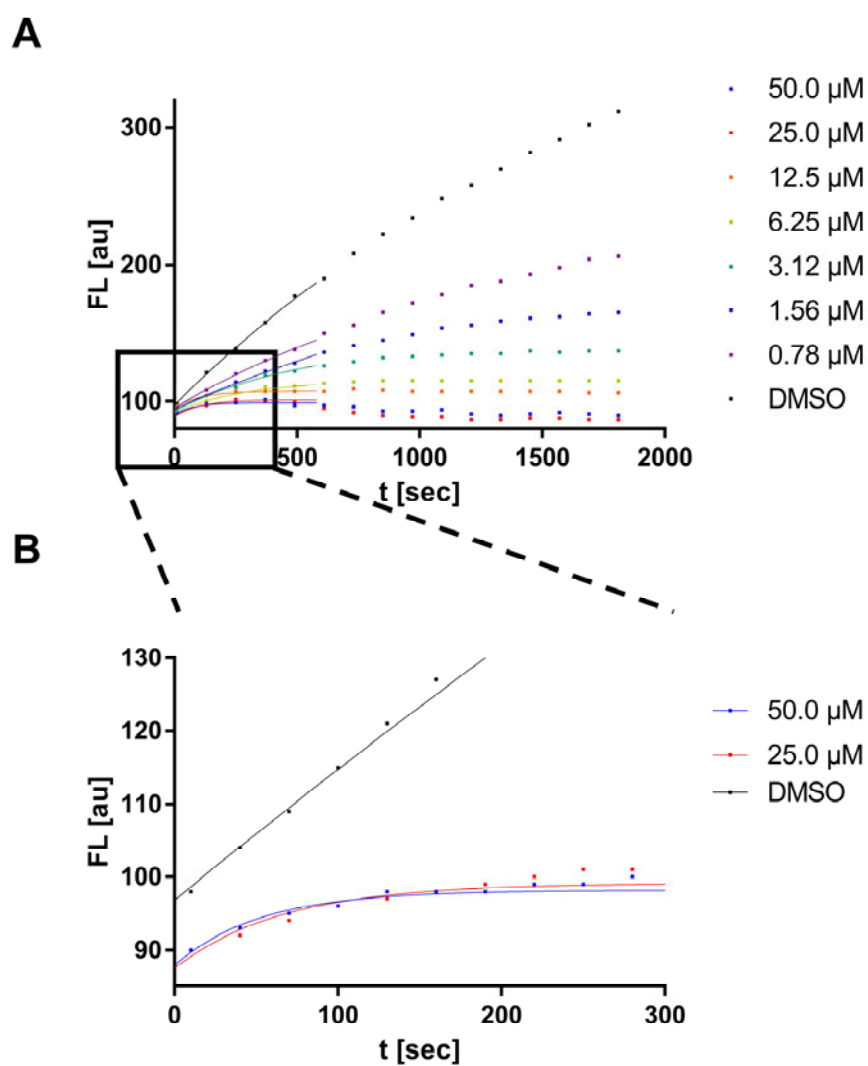 A
FL [au]
300
200
100
0 500 1000 1500 2000
t [sec]
50.0 µM
25.0 µM
12.5 µM
6.25 µM
3.12 µM
1.56 µM
0.78 µM
DMSO
B
FL [au]
130
120
110
100
90
0 100 200 300
t [sec]
50.0 µM
25.0 µM
DMSO